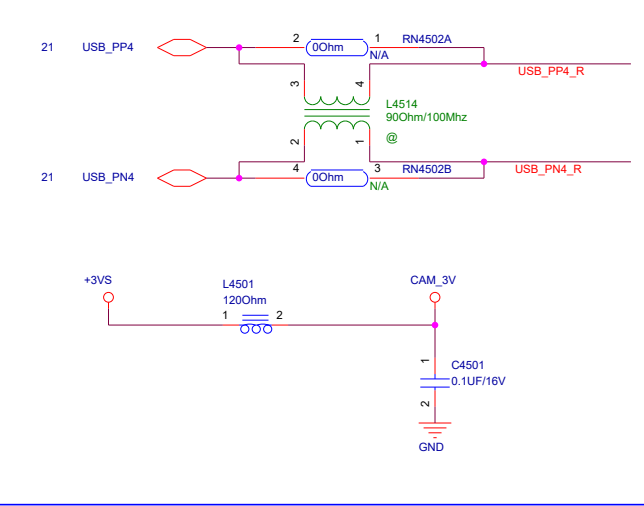 2
1
RN4502A
21
USB_PP4
0Ohm
N/A
USB_PP4_R
3
4
L4514
90Ohm/100Mhz
@
2
1
4
3
RN4502B
USB_PN4_R
21
USB_PN4
0Ohm
N/A
+3VS
CAM_3V
L4501
120Ohm
1
2
1
C4501
0.1UF/16V
2
GND